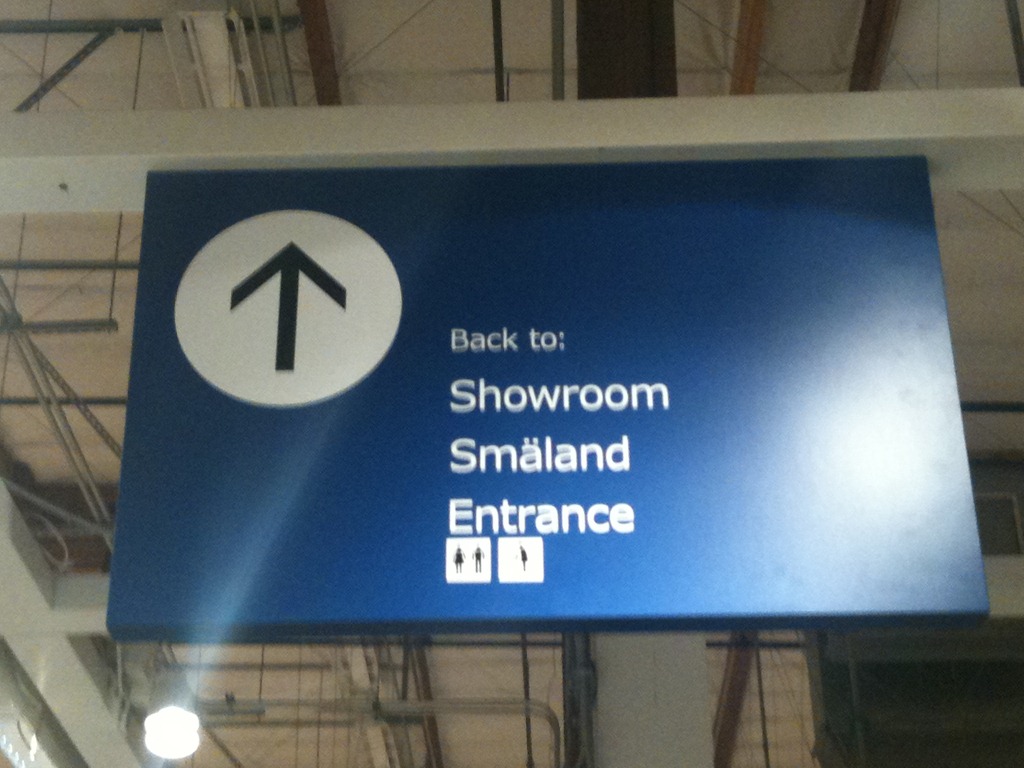 Back to:
Showroom
Småland
Entrance